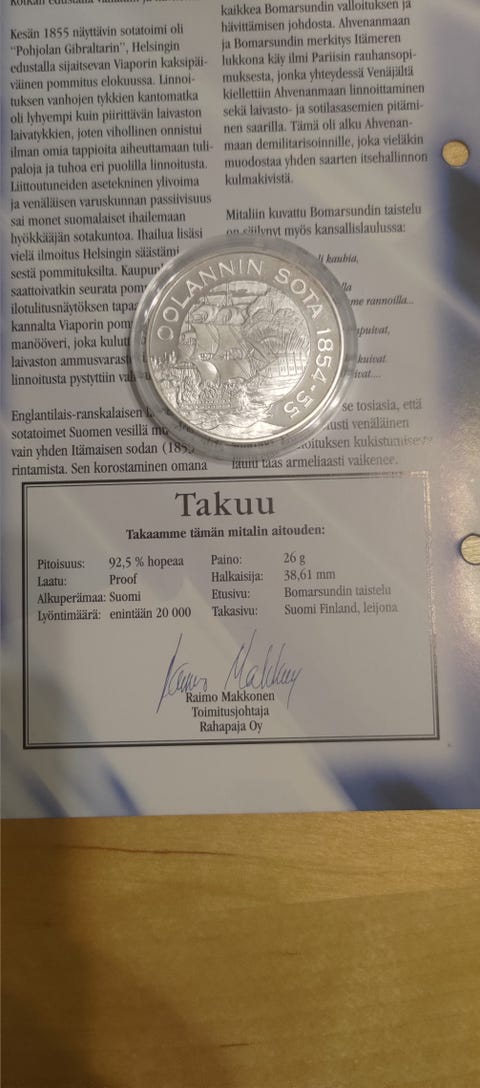 Kesän 1855 näyttävin sotatoimi oli
"Pohjolan Gibraltarin", Helsingin
edustalla sijaitsevan Viaporin kaksipäi-
väinen pommitus elokuussa. Linnoi-
tuksen vanhojen tykkien kantomatka
oli lyhyempi kuin piirittävän laivaston
laivatykkien, joten vihollinen onnistui
ilman omia tappioita aiheuttamaan tuli-
paloja ja tuhoa eri puolilla linnoitusta.
Liittoutuneiden asetekninen ylivoima
ja venäläisen varuskunnan passiivisuus
sai monet suomalaiset ihailemaan
hyökkääjän sotakuntoa. Ihailua lisäsi
vielä ilmoitus Helsingin säästämi
sestä pommituksilta.
saattoivatkin seurata
ilotulitusnäytöksen
kannalta Viaporin
manööveri, joka
laivaston
linnoitusta pystyttiin
Englantilais-ranskalaisen
sotatoimet Suomen vesillä
vain yhden Itämaisen sodan (1853
rintamista. Sen korostaminen omana
kaikkea Bomarsundin valloituksen ja
hävittämisen johdosta. Ahvenanmaan
ja Bomarsundin merkitys Itämeren
lukkona käy ilmi Pariisin rauhansopi-
muksesta, jonka yhteydessä Venäjältä
kiellettiin Ahvenanmaan linnoittaminen
sekä laivasto- ja sotilasasemien pitämi-
nen saarilla. Tämä oli alku Ahvenan-
maan demilitarisoinnille, joka vieläkin
muodostaa yhden saarten itsehallinnon
kulmakivistä.
Mitaliin kuvattu Bomarsundin taistelu
on säilynyt myös kansallislaulussa:
kauhia,
rannoilla...
OOLANNIN SOTA 1854-55
se tosiasia, että
venäläinen
kukistumisesta
taas armeliaasti vaikenee.
Takuu
Takaamme tämän mitalin aitouden:
Pitoisuus: 92,5 % hopeaa Paino: 26 g
Laatu: Proof Halkaisija: 38,61 mm
Alkuperämaa: Suomi Etusivu: Bomarsundin taistelu
Lyöntimäärä: enintään 20 000 Takasivu: Suomi Finland, leijona
Raimo Makkonen
Raimo Makkonen
Toimitusjohtaja
Rahapaja Oy